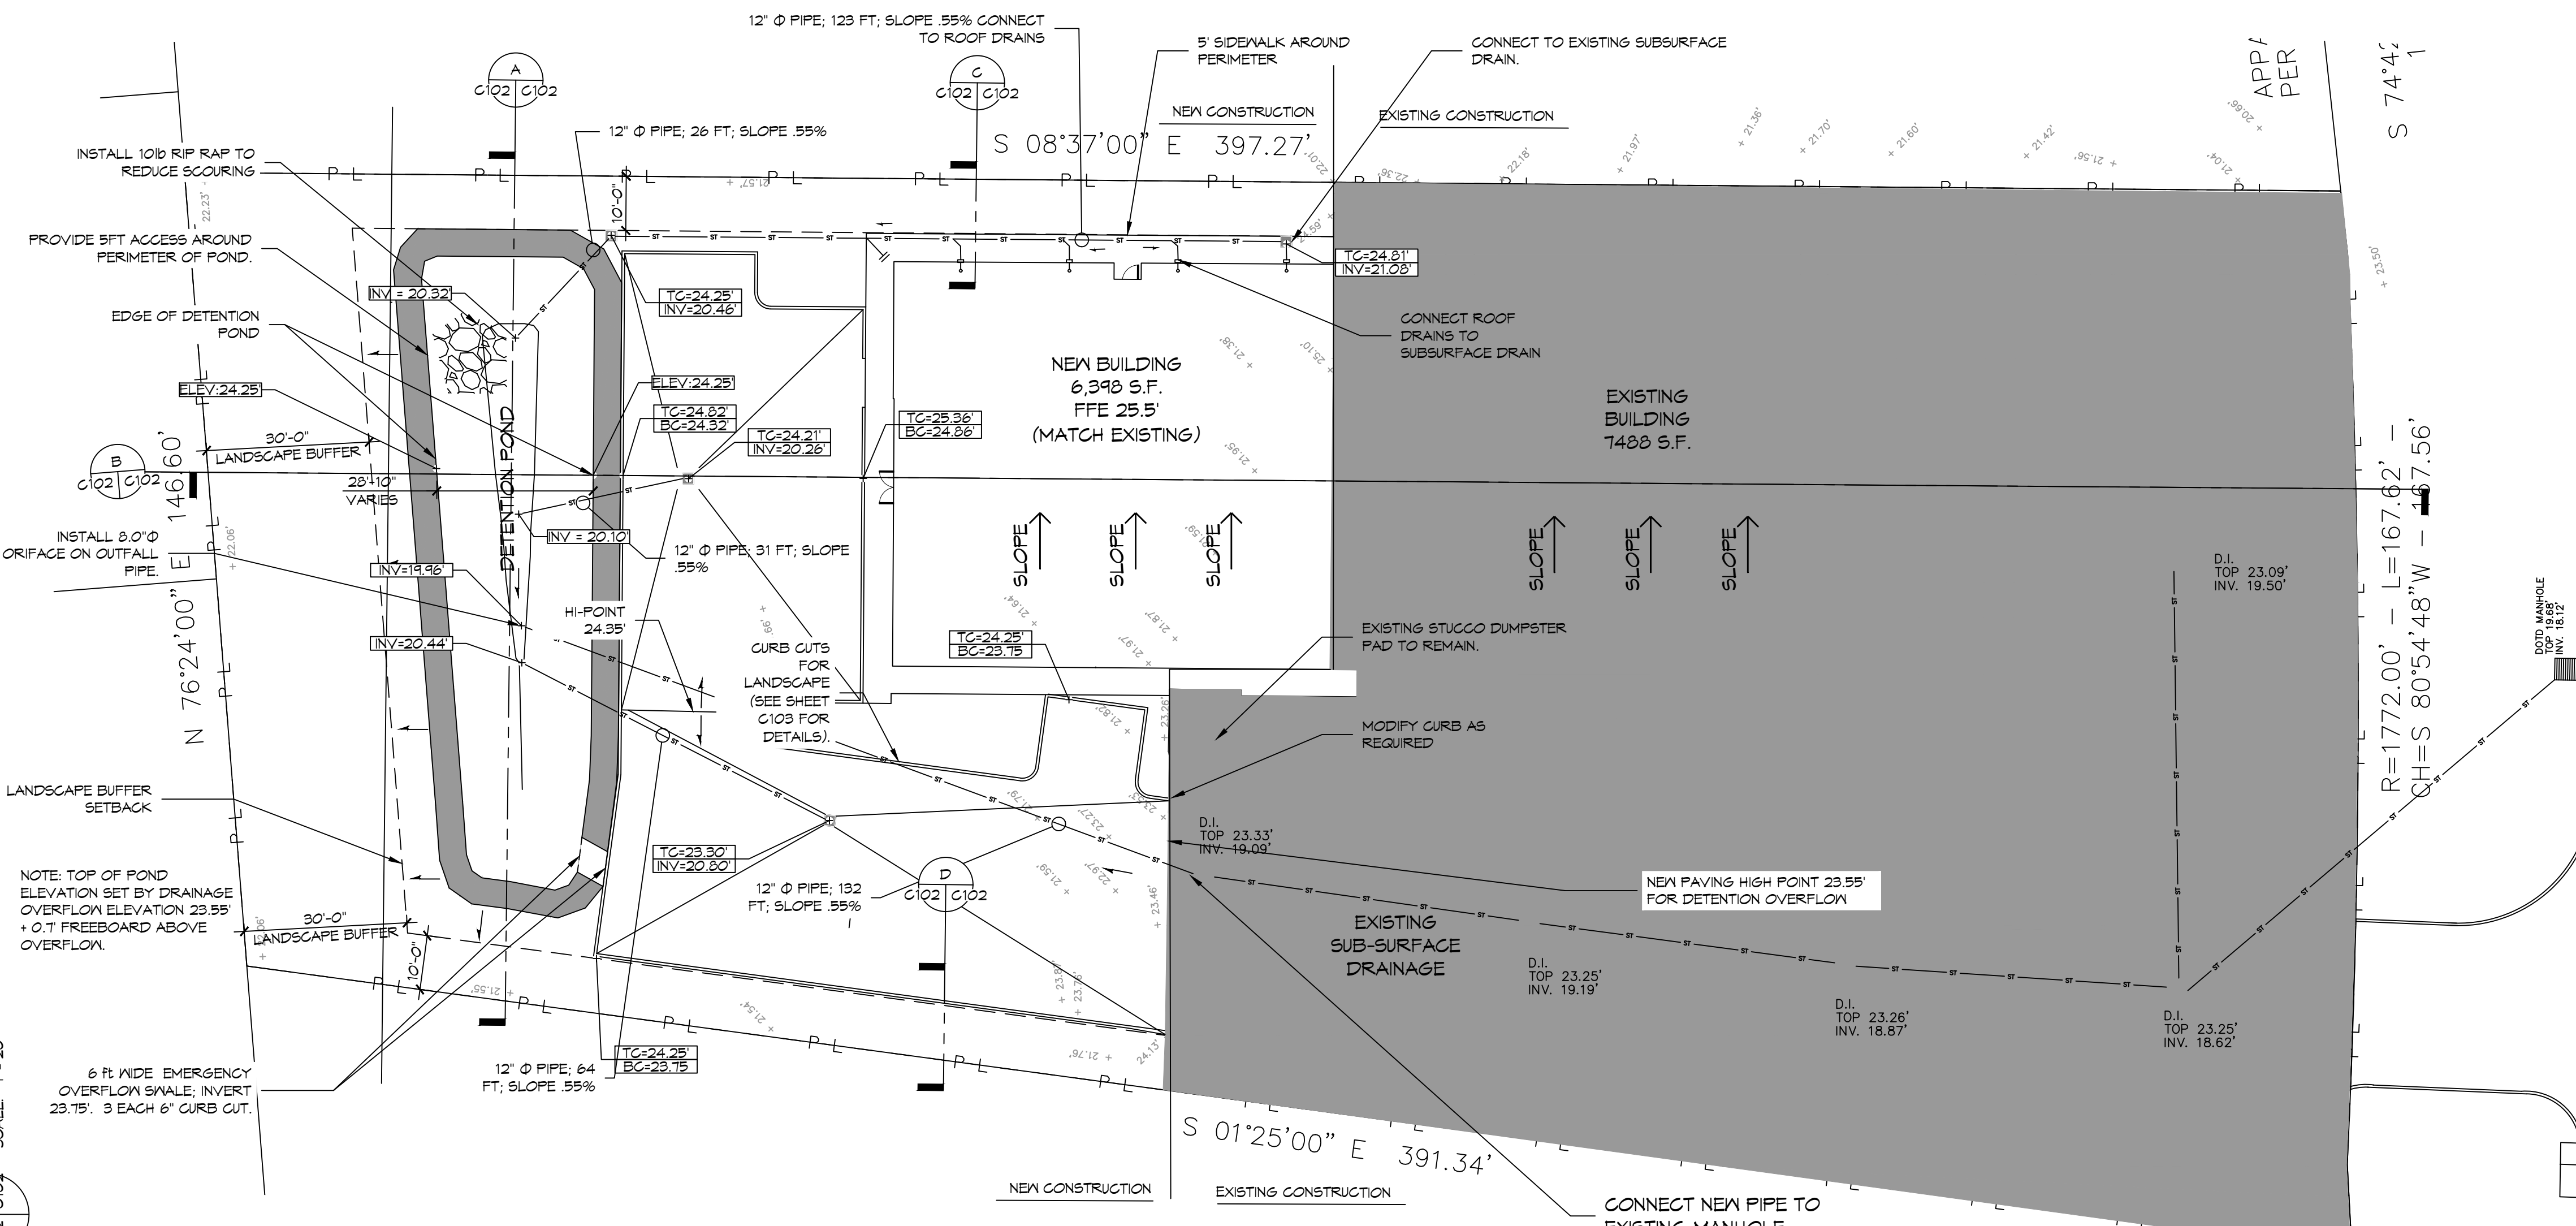 12" Φ PIPE; 123 FT; SLOPE .55% CONNECT
TO ROOF DRAINS
5' SIDEWALK AROUND
PERIMETER
CONNECT TO EXISTING SUBSURFACE
DRAIN.
A
C102 C102
C
C102 C102
NEW CONSTRUCTION
EXISTING CONSTRUCTION
S 08°37'00" E 397.27'
12" Φ PIPE; 26 FT; SLOPE .55%
INSTALL 10lb RIP RAP TO
REDUCE SCOURING
PROVIDE 5FT ACCESS AROUND
PERIMETER OF POND.
EDGE OF DETENTION
POND
ELEV:24.25'
B
C102 C102
30'-0"
LANDSCAPE BUFFER
28'-10"
VARIES
INSTALL 8.0"Φ
ORIFACE ON OUTFALL
PIPE.
INV = 20.32'
DETENTION POND
INV=19.96'
INV=20.44'
INV = 20.10'
10'-0"
TC=24.25'
INV=20.46'
ELEV:24.25'
TC=24.82'
BC=24.32'
TC=24.21'
INV=20.26'
TC=25.36'
BC=24.86'
12" Φ PIPE; 31 FT; SLOPE
.55%
HI-POINT
24.35'
CURB CUTS
FOR
LANDSCAPE
(SEE SHEET
C103 FOR
DETAILS).
TC=24.81'
INV=21.08'
CONNECT ROOF
DRAINS TO
SUBSURFACE DRAIN
NEW BUILDING
6,398 S.F.
FFE 25.5'
(MATCH EXISTING)
SLOPE
SLOPE
SLOPE
TC=24.25'
BC=23.75
EXISTING
BUILDING
7488 S.F.
SLOPE
SLOPE
SLOPE
EXISTING STUCCO DUMPSTER
PAD TO REMAIN.
MODIFY CURB AS
REQUIRED
D.I.
TOP 23.09'
INV. 19.50'
DOTD MANHOLE
TOP 19.68'
INV. 18.12'
R=1772.00' - L=167.62' -
CH=S 80°54'48"W - 167.56'
N 76°24'00" E 146.60'
LANDSCAPE BUFFER
SETBACK
NOTE: TOP OF POND
ELEVATION SET BY DRAINAGE
OVERFLOW ELEVATION 23.55'
+ 0.7' FREEBOARD ABOVE
OVERFLOW.
30'-0"
LANDSCAPE BUFFER
10'-0"
TC=23.30'
INV=20.80'
12" Φ PIPE; 132
FT; SLOPE .55%
D
C102 C102
D.I.
TOP 23.33'
INV. 19.09'
NEW PAVING HIGH POINT 23.55'
FOR DETENTION OVERFLOW
EXISTING
SUB-SURFACE
DRAINAGE
D.I.
TOP 23.25'
INV. 19.19'
D.I.
TOP 23.26'
INV. 18.87'
D.I.
TOP 23.25'
INV. 18.62'
6 ft WIDE EMERGENCY
OVERFLOW SWALE; INVERT
23.75'. 3 EACH 6" CURB CUT.
12" Φ PIPE; 64
FT; SLOPE .55%
TC=24.25'
BC=23.75
S 01°25'00" E 391.34'
NEW CONSTRUCTION
EXISTING CONSTRUCTION
CONNECT NEW PIPE TO